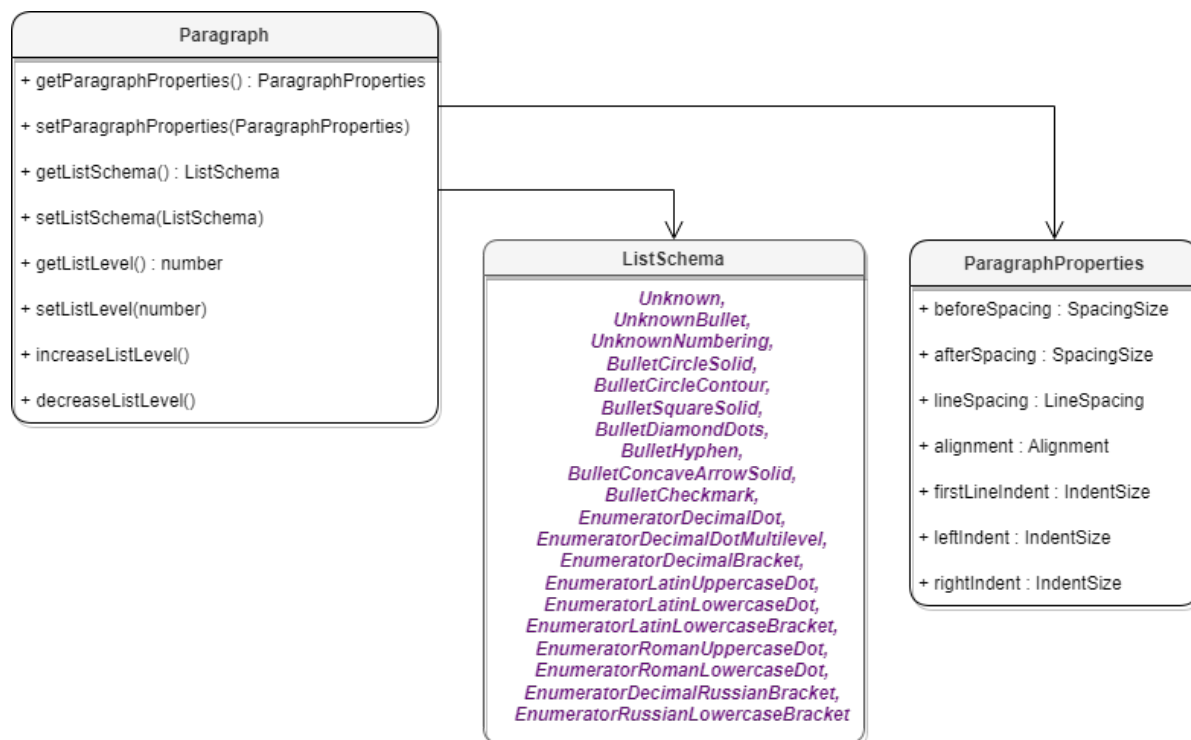 Paragraph
+ getParagraphProperties() : ParagraphProperties
+ setParagraphProperties(ParagraphProperties)
+ getListSchema() : ListSchema
+ setListSchema(ListSchema)
+ getListLevel() : number
+ setListLevel(number)
+ increaseListLevel()
+ decreaseListLevel()
ListSchema
Unknown,
UnknownBullet,
UnknownNumbering,
BulletCircleSolid,
BulletCircleContour,
BulletSquareSolid,
BulletDiamondDots,
BulletHyphen,
BulletConcaveArrowSolid,
BulletCheckmark,
EnumeratorDecimalDot,
EnumeratorDecimalDotMultilevel,
EnumeratorDecimalBracket,
EnumeratorLatinUppercaseDot,
EnumeratorLatinLowercaseDot,
EnumeratorLatinLowercaseBracket,
EnumeratorRomanUppercaseDot,
EnumeratorRomanLowercaseDot,
EnumeratorDecimalRussianBracket,
EnumeratorRussianLowercaseBracket
ParagraphProperties
+ beforeSpacing : SpacingSize
+ afterSpacing : SpacingSize
+ lineSpacing : LineSpacing
+ alignment : Alignment
+ firstLineIndent : IndentSize
+ leftIndent : IndentSize
+ rightIndent : IndentSize